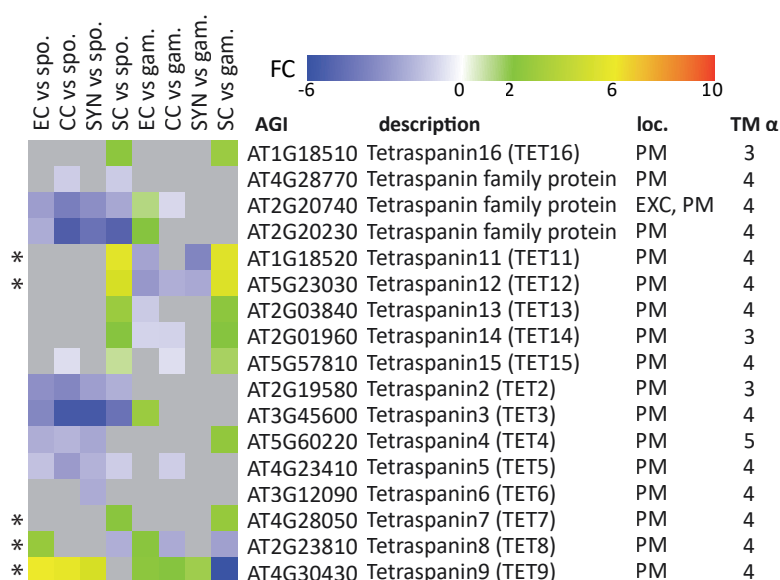 EC vs spo.
CC vs spo.
SYN vs spo.
SC vs spo.
EC vs gam.
CC vs gam.
SYN vs gam.
SC vs gam.
FC
-6 0 2 6 10
AGI description loc. TM α
AT1G18510 Tetraspanin16 (TET16) PM 3
AT4G28770 Tetraspanin family protein PM 4
AT2G20740 Tetraspanin family protein EXC, PM 4
AT2G20230 Tetraspanin family protein PM 4
* AT1G18520 Tetraspanin11 (TET11) PM 4
* AT5G23030 Tetraspanin12 (TET12) PM 4
AT2G03840 Tetraspanin13 (TET13) PM 4
AT2G01960 Tetraspanin14 (TET14) PM 3
AT5G57810 Tetraspanin15 (TET15) PM 4
AT2G19580 Tetraspanin2 (TET2) PM 3
AT3G45600 Tetraspanin3 (TET3) PM 4
AT5G60220 Tetraspanin4 (TET4) PM 5
AT4G23410 Tetraspanin5 (TET5) PM 4
AT3G12090 Tetraspanin6 (TET6) PM 4
* AT4G28050 Tetraspanin7 (TET7) PM 4
* AT2G23810 Tetraspanin8 (TET8) PM 4
* AT4G30430 Tetraspanin9 (TET9) PM 4